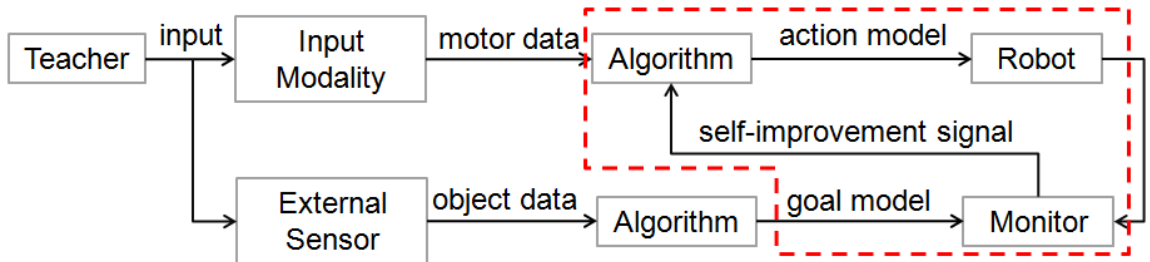 input
motor data
action model
Teacher
Input
Modality
Algorithm
Robot
self-improvement signal
External
Sensor
object data
Algorithm
goal model
Monitor